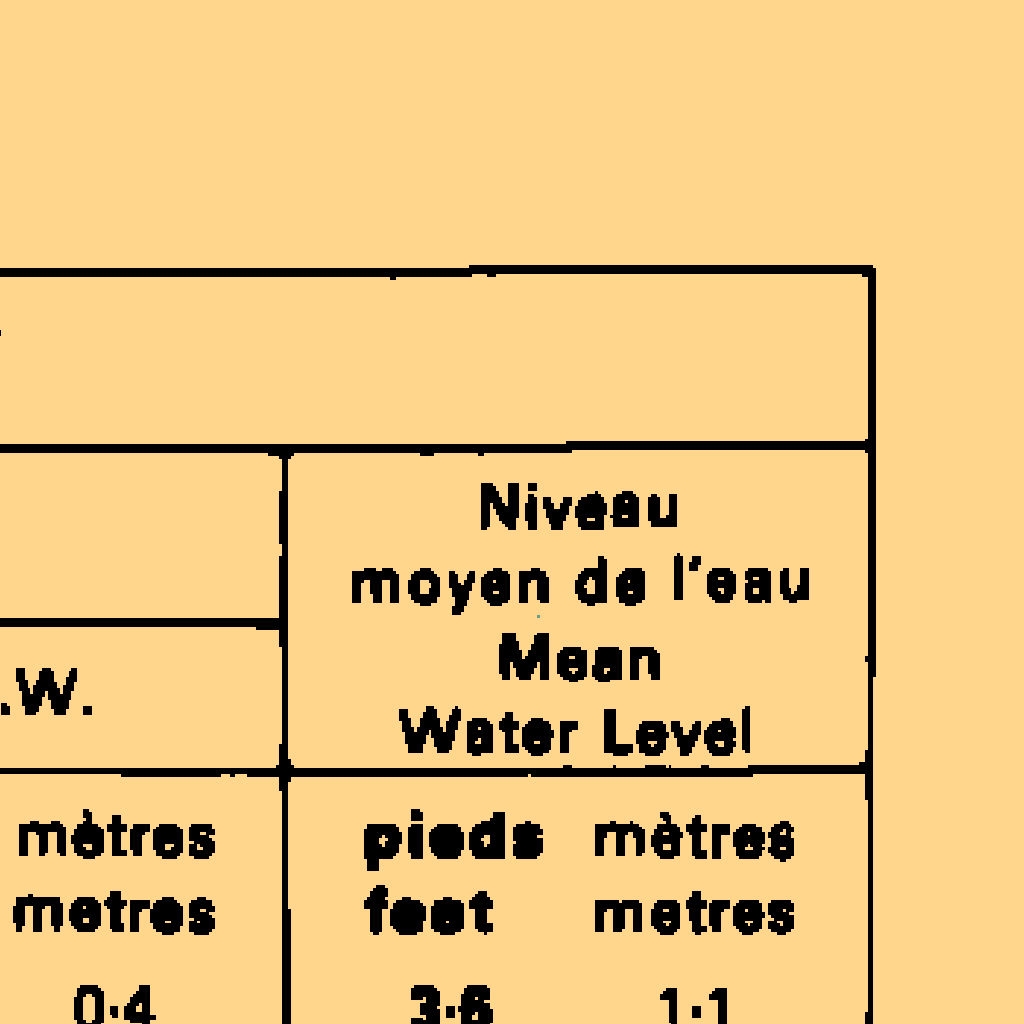 Niveau
moyen de l'eau
Mean
Water Level
.W.
mètres pieds mètres
metres feet metres
0·4 3·6 1·1